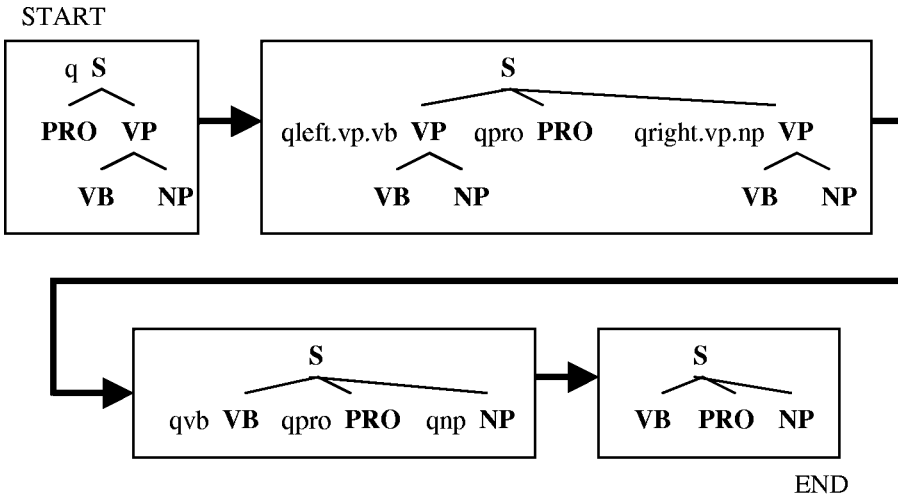 START
q S
PRO VP
VB NP
S
qleft.vp.vb VP qpro PRO qright.vp.np VP
VB NP VB NP
S
qvb VB qpro PRO qnp NP
S
VB PRO NP
END